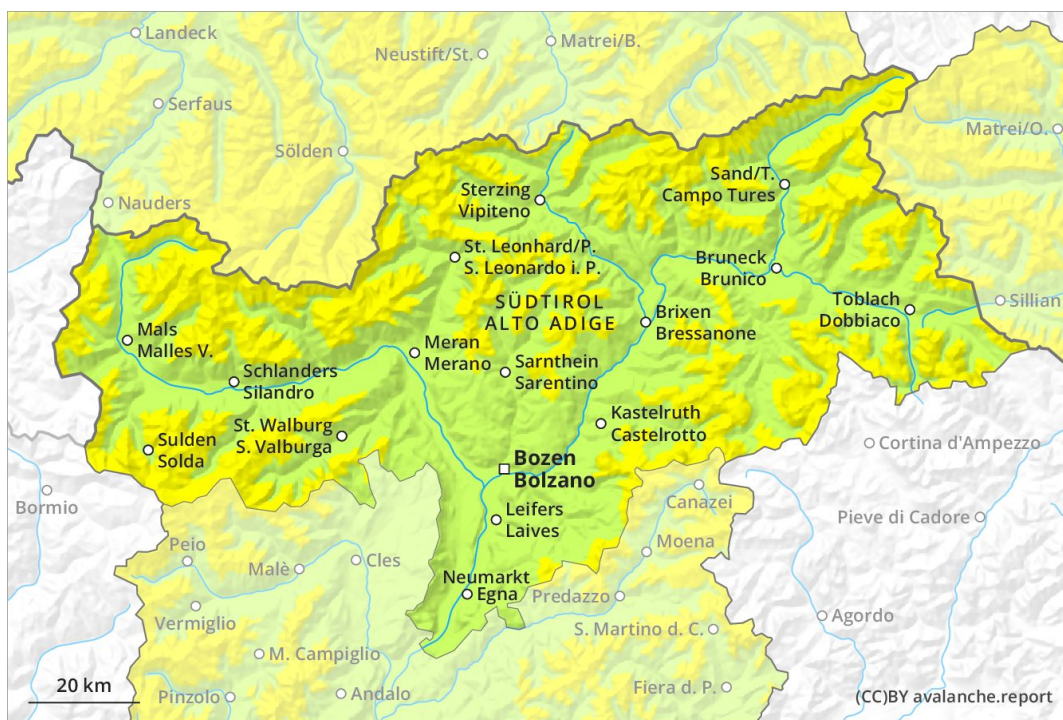 Landeck
Neustift/St.
Matrei/B.
Serfaus
Sölden
Matrei/O.
Nauders
Sterzing
Vipiteno
Sand/T.
Campo Tures
St. Leonhard/P.
S. Leonardo i. P.
Bruneck
Brunico
SÜDTIROL
ALTO ADIGE
Toblach
Dobbiaco
Sillian
Brixen
Bressanone
Mals
Malles V.
Meran
Merano
Schlanders
Silandro
Sarnthein
Sarentino
Kastelruth
Castelrotto
St. Walburg
S. Valburga
Sulden
Solda
Cortina d'Ampezzo
Bozen
Bolzano
Bormio
Canazei
Leifers
Laives
Pieve di Cadore
Moena
Peio
Cles
Malè
Neumarkt
Egna
Predazzo
Vermiglio
Agordo
S. Martino d. C.
M. Campiglio
20 km
Pinzolo
Andalo
Fiera d. P.
(CC)BY avalanche.report